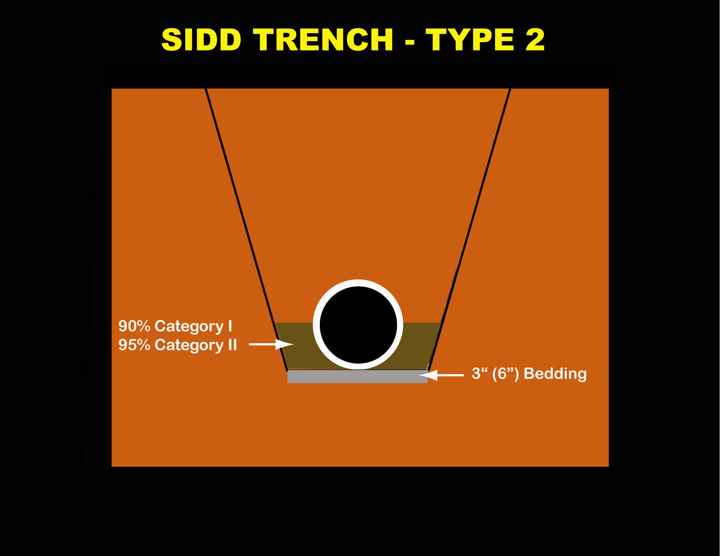 SIDD TRENCH - TYPE 2
90% Category I
95% Category II
3“ (6”) Bedding